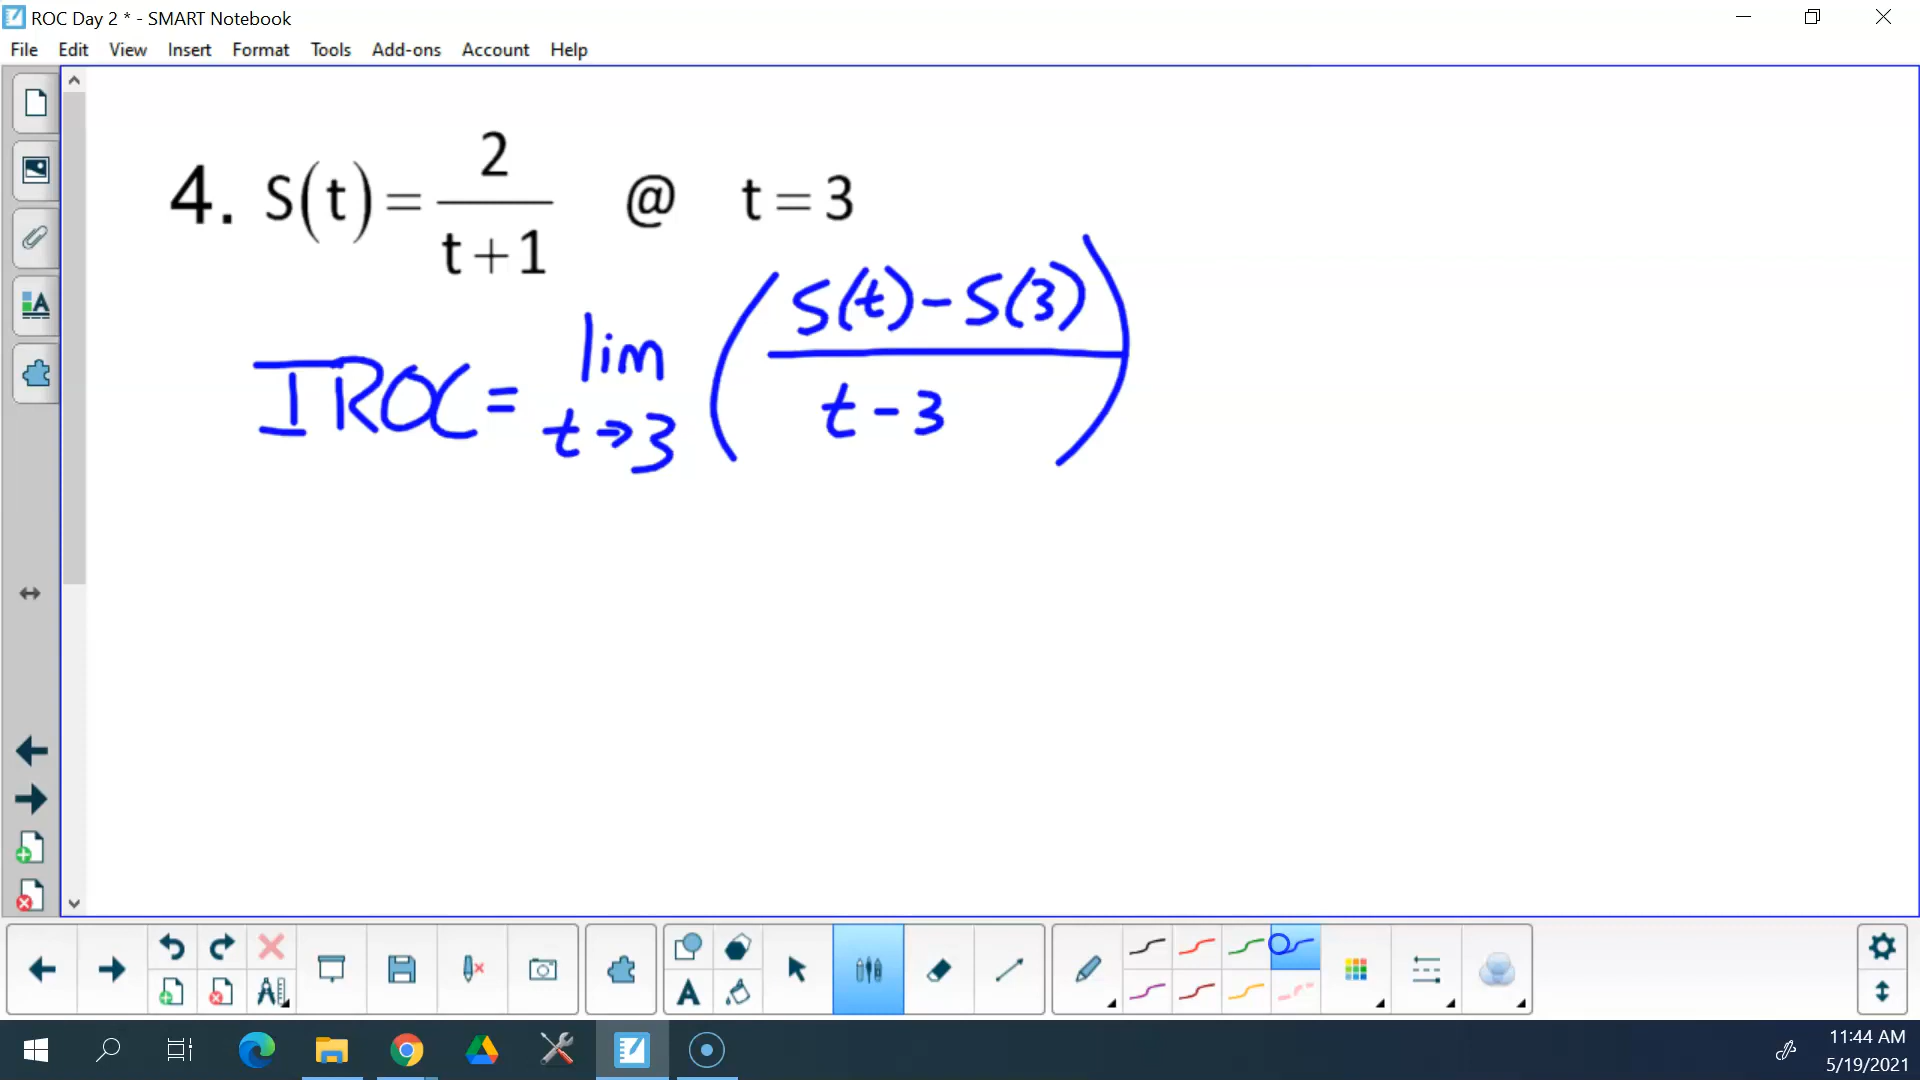 ROC Day 2 * - SMART Notebook
File Edit View Insert Format Tools Add-ons Account Help
4. S(t) = 2/(t+1) @ t = 3
IROC = lim t→3 ( (S(t) - S(3)) / (t - 3) )
11:44 AM
5/19/2021